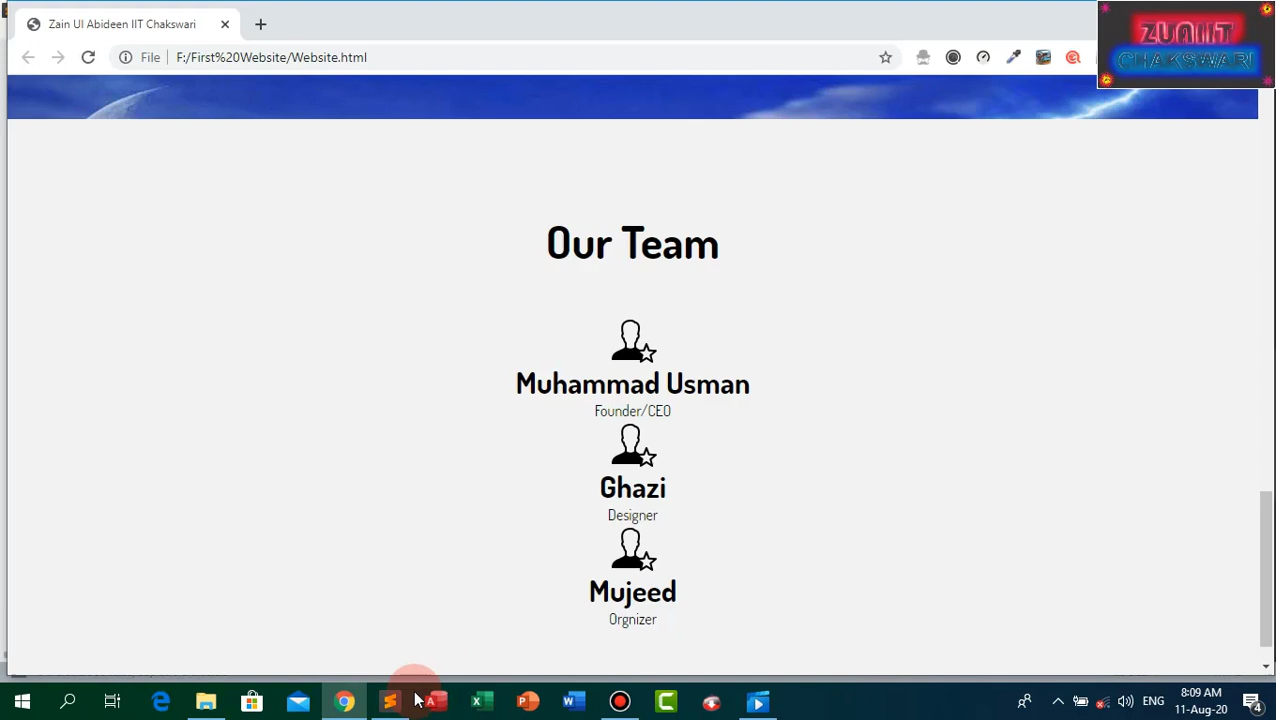 Zain Ul Abideen IIT Chakswari
ZUAIIT
CHAKSWARI
File
F:/First%20Website/Website.html
Our Team
Muhammad Usman
Founder/CEO
Ghazi
Designer
Mujeed
Orgnizer
ENG
8:09 AM
11-Aug-20
4